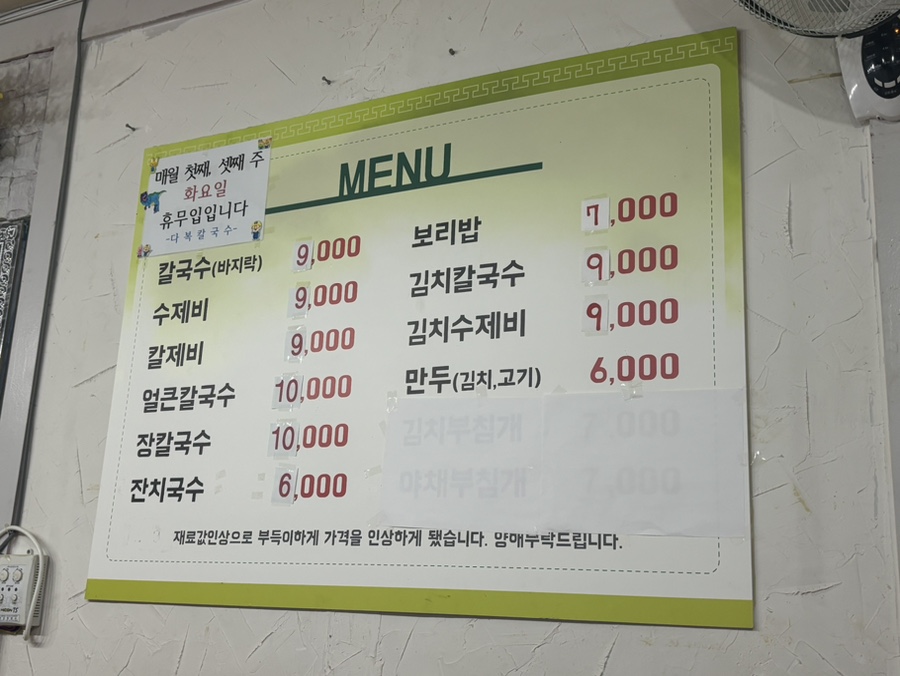 매월 첫째, 셋째 주
화요일
휴무입입니다
-다복칼국수-
MENU
칼국수(바지락) 9,000
수제비 9,000
칼제비 9,000
얼큰칼국수 10,000
장칼국수 10,000
잔치국수 6,000
보리밥 7,000
김치칼국수 9,000
김치수제비 9,000
만두(김치,고기) 6,000
김치부침개 ,000
야채부침개 7,000
재료값인상으로 부득이하게 가격을 인상하게 됐습니다. 양해부탁드립니다.